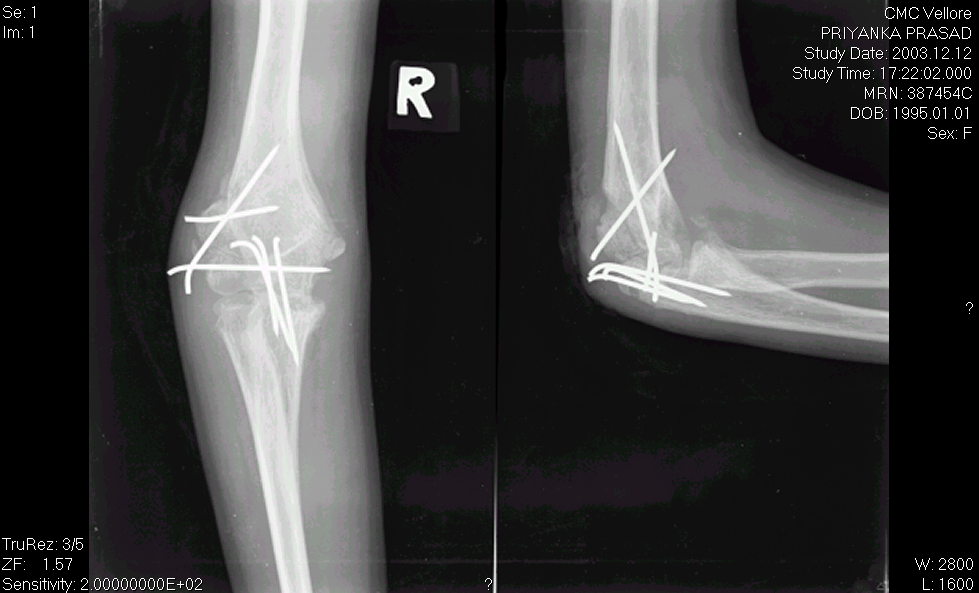 Se: 1
Im: 1
CMC Vellore
PRIYANKA PRASAD
Study Date: 2003.12.12
Study Time: 17:22:02.000
MRN: 387454C
DOB: 1995.01.01
Sex: F
R
?
TruRez: 3/5
ZF: 1.57
Sensitivity: 2.00000000E+02
?
W: 2800
L: 1600